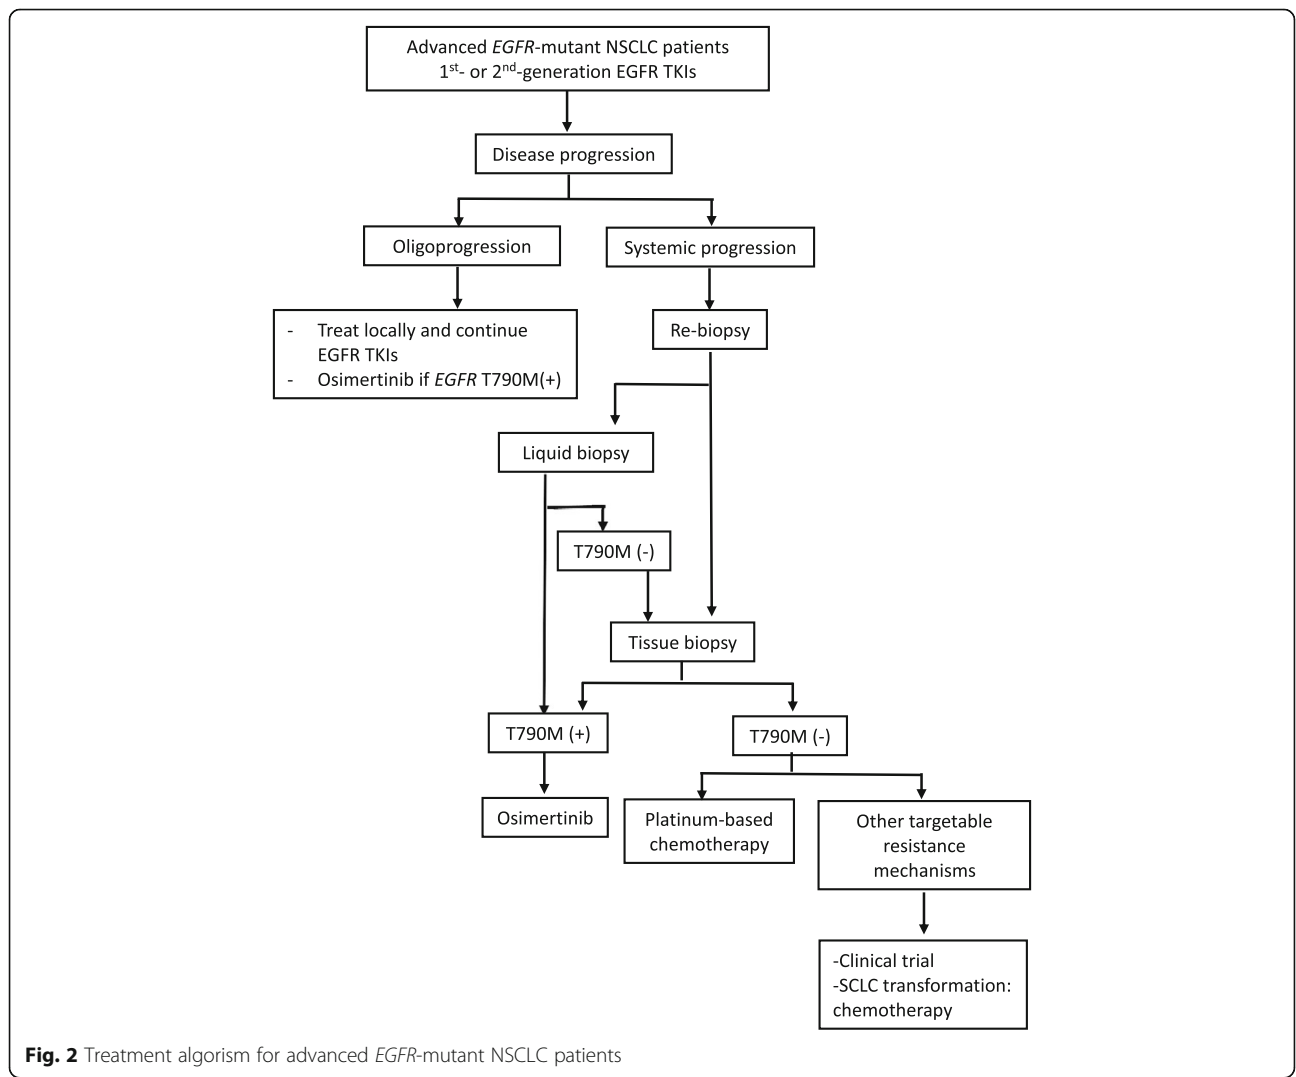 Advanced EGFR-mutant NSCLC patients
1st- or 2nd-generation EGFR TKIs
Disease progression
Oligoprogression
Systemic progression
- Treat locally and continue
EGFR TKIs
- Osimertinib if EGFR T790M(+)
Re-biopsy
Liquid biopsy
T790M (-)
Tissue biopsy
T790M (+)
T790M (-)
Osimertinib
Platinum-based
chemotherapy
Other targetable
resistance
mechanisms
-Clinical trial
-SCLC transformation:
chemotherapy
Fig. 2 Treatment algorism for advanced EGFR-mutant NSCLC patients